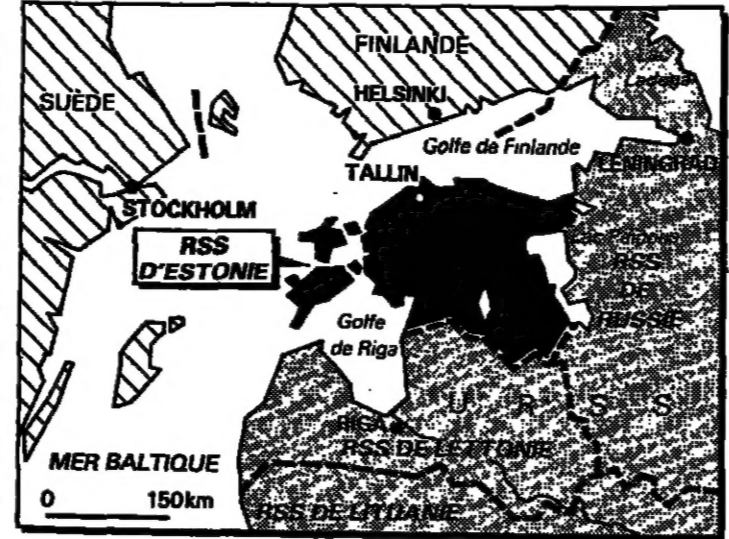 FINLANDE
SUÈDE
HELSINKI
Ladoga
Golfe de Finlande
LENINGRAD
TALLIN
STOCKHOLM
RSS
D'ESTONIE
RSS
DE
RUSSIE
Golfe
de Riga
U R S S
RIGA
RSS DE LETTONIE
MER BALTIQUE
0 150km
RSS DE LITUANIE